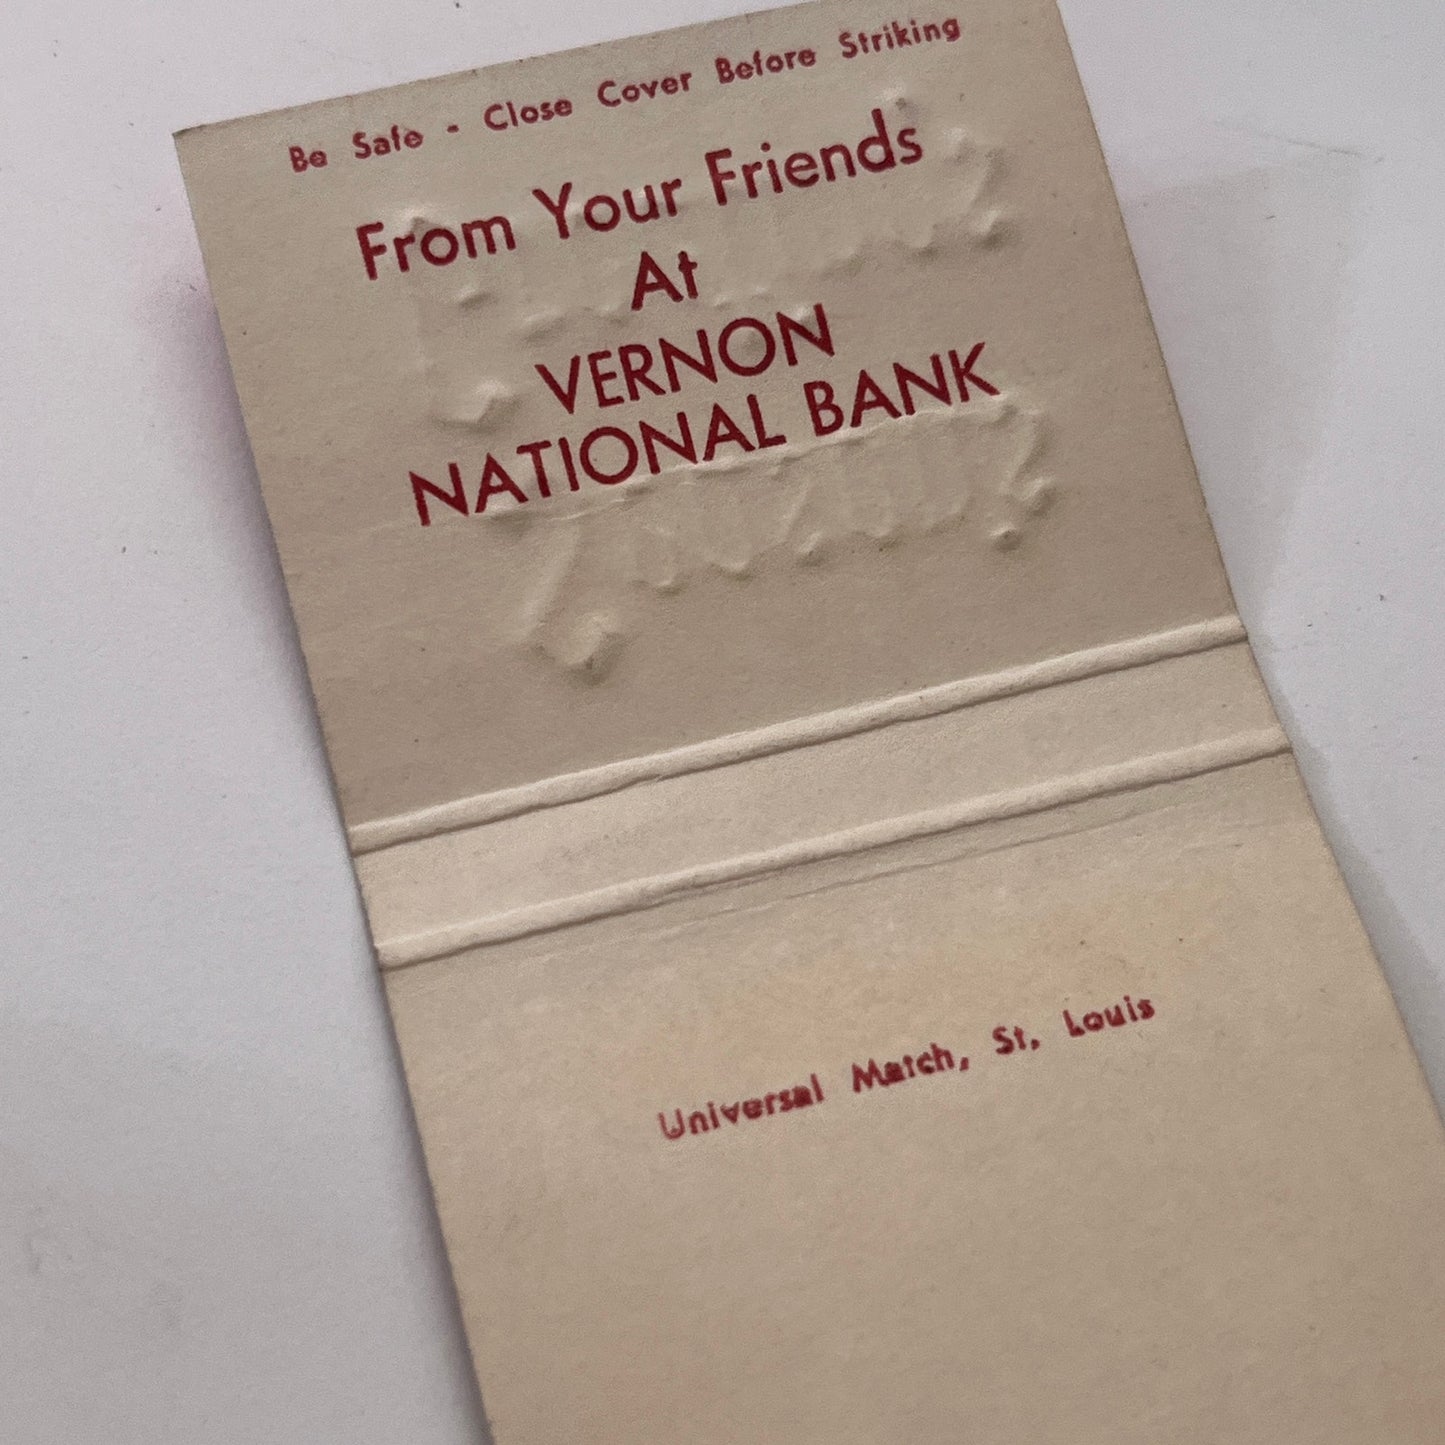 Be Safe - Close Cover Before Striking
From Your Friends
At
VERNON
NATIONAL BANK
Universal Match, St. Louis